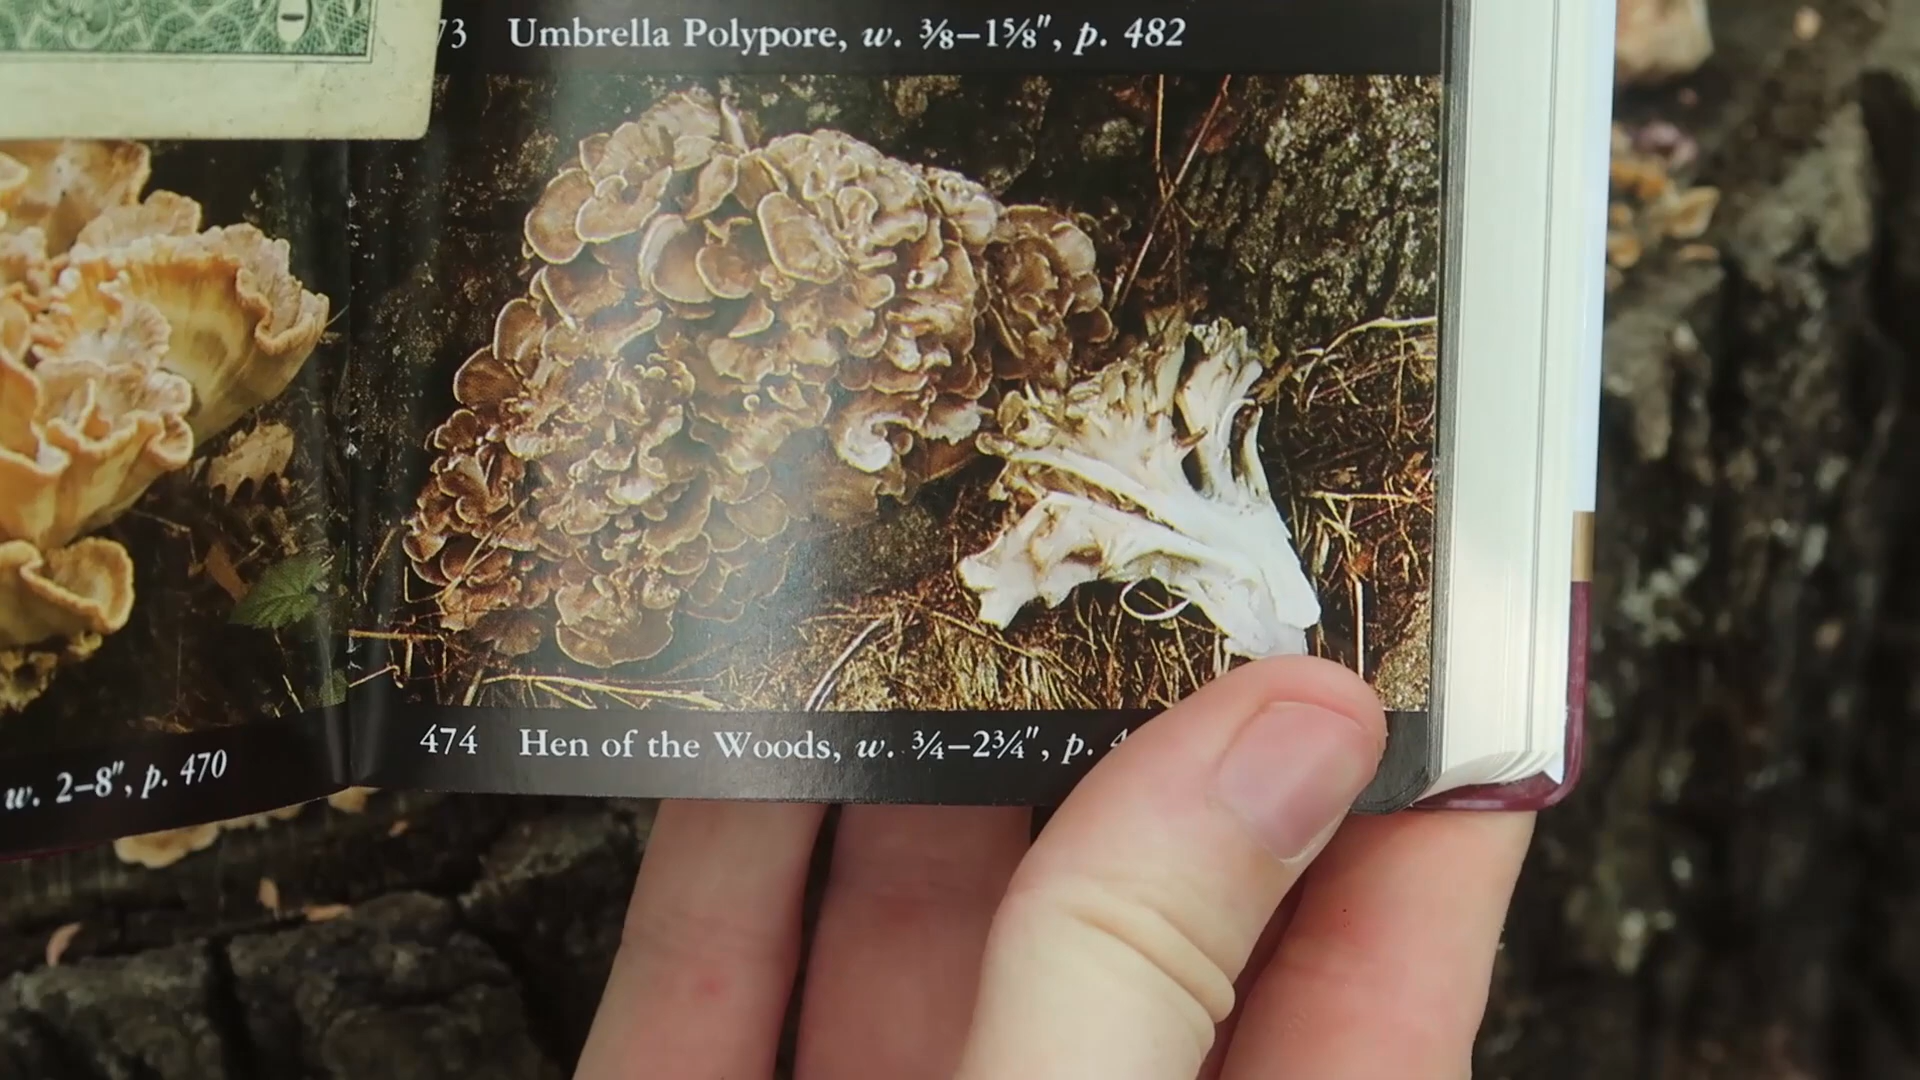 73 Umbrella Polypore, w. ⅜–1⅝", p. 482
w. 2–8", p. 470
474 Hen of the Woods, w. ¾–2¾", p.